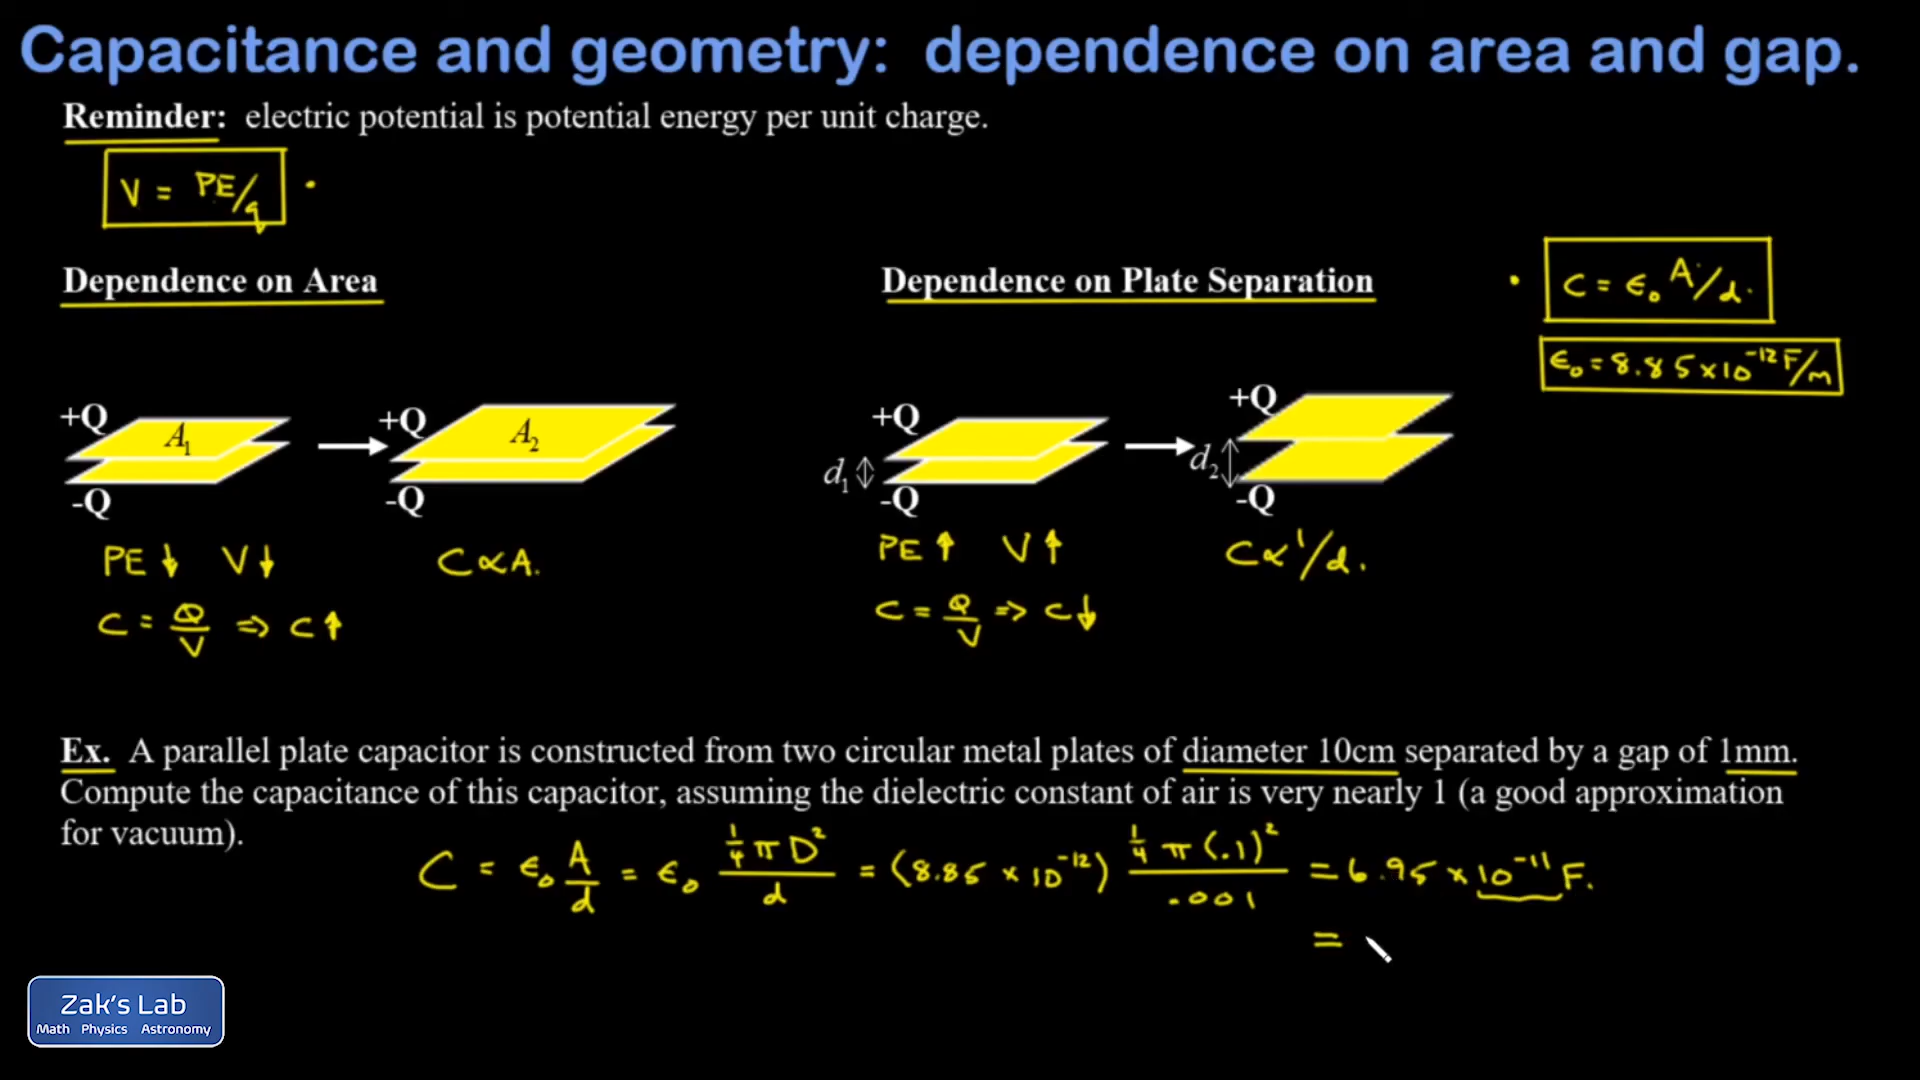 Capacitance and geometry: dependence on area and gap.
Reminder: electric potential is potential energy per unit charge.
V = PE/q
Dependence on Area
Dependence on Plate Separation
C = ϵ₀ A/d.
ϵ₀ = 8.85×10⁻¹² F/m
+Q A₁ -Q
+Q A₂ -Q
d₁ +Q -Q
d₂ +Q -Q
PE ↓ V ↓ C ∝ A.
C = Q/V ⇒ C ↑
PE ↑ V ↑ C ∝ 1/d.
C = Q/V ⇒ C ↓
Ex. A parallel plate capacitor is constructed from two circular metal plates of diameter 10cm separated by a gap of 1mm.
Compute the capacitance of this capacitor, assuming the dielectric constant of air is very nearly 1 (a good approximation
for vacuum).
C = ϵ₀ A/d = ϵ₀ ¼πD²/d = (8.85 × 10⁻¹²) ¼π(.1)²/.001 = 6.95 × 10⁻¹¹ F.
=
Zak's Lab
Math Physics Astronomy